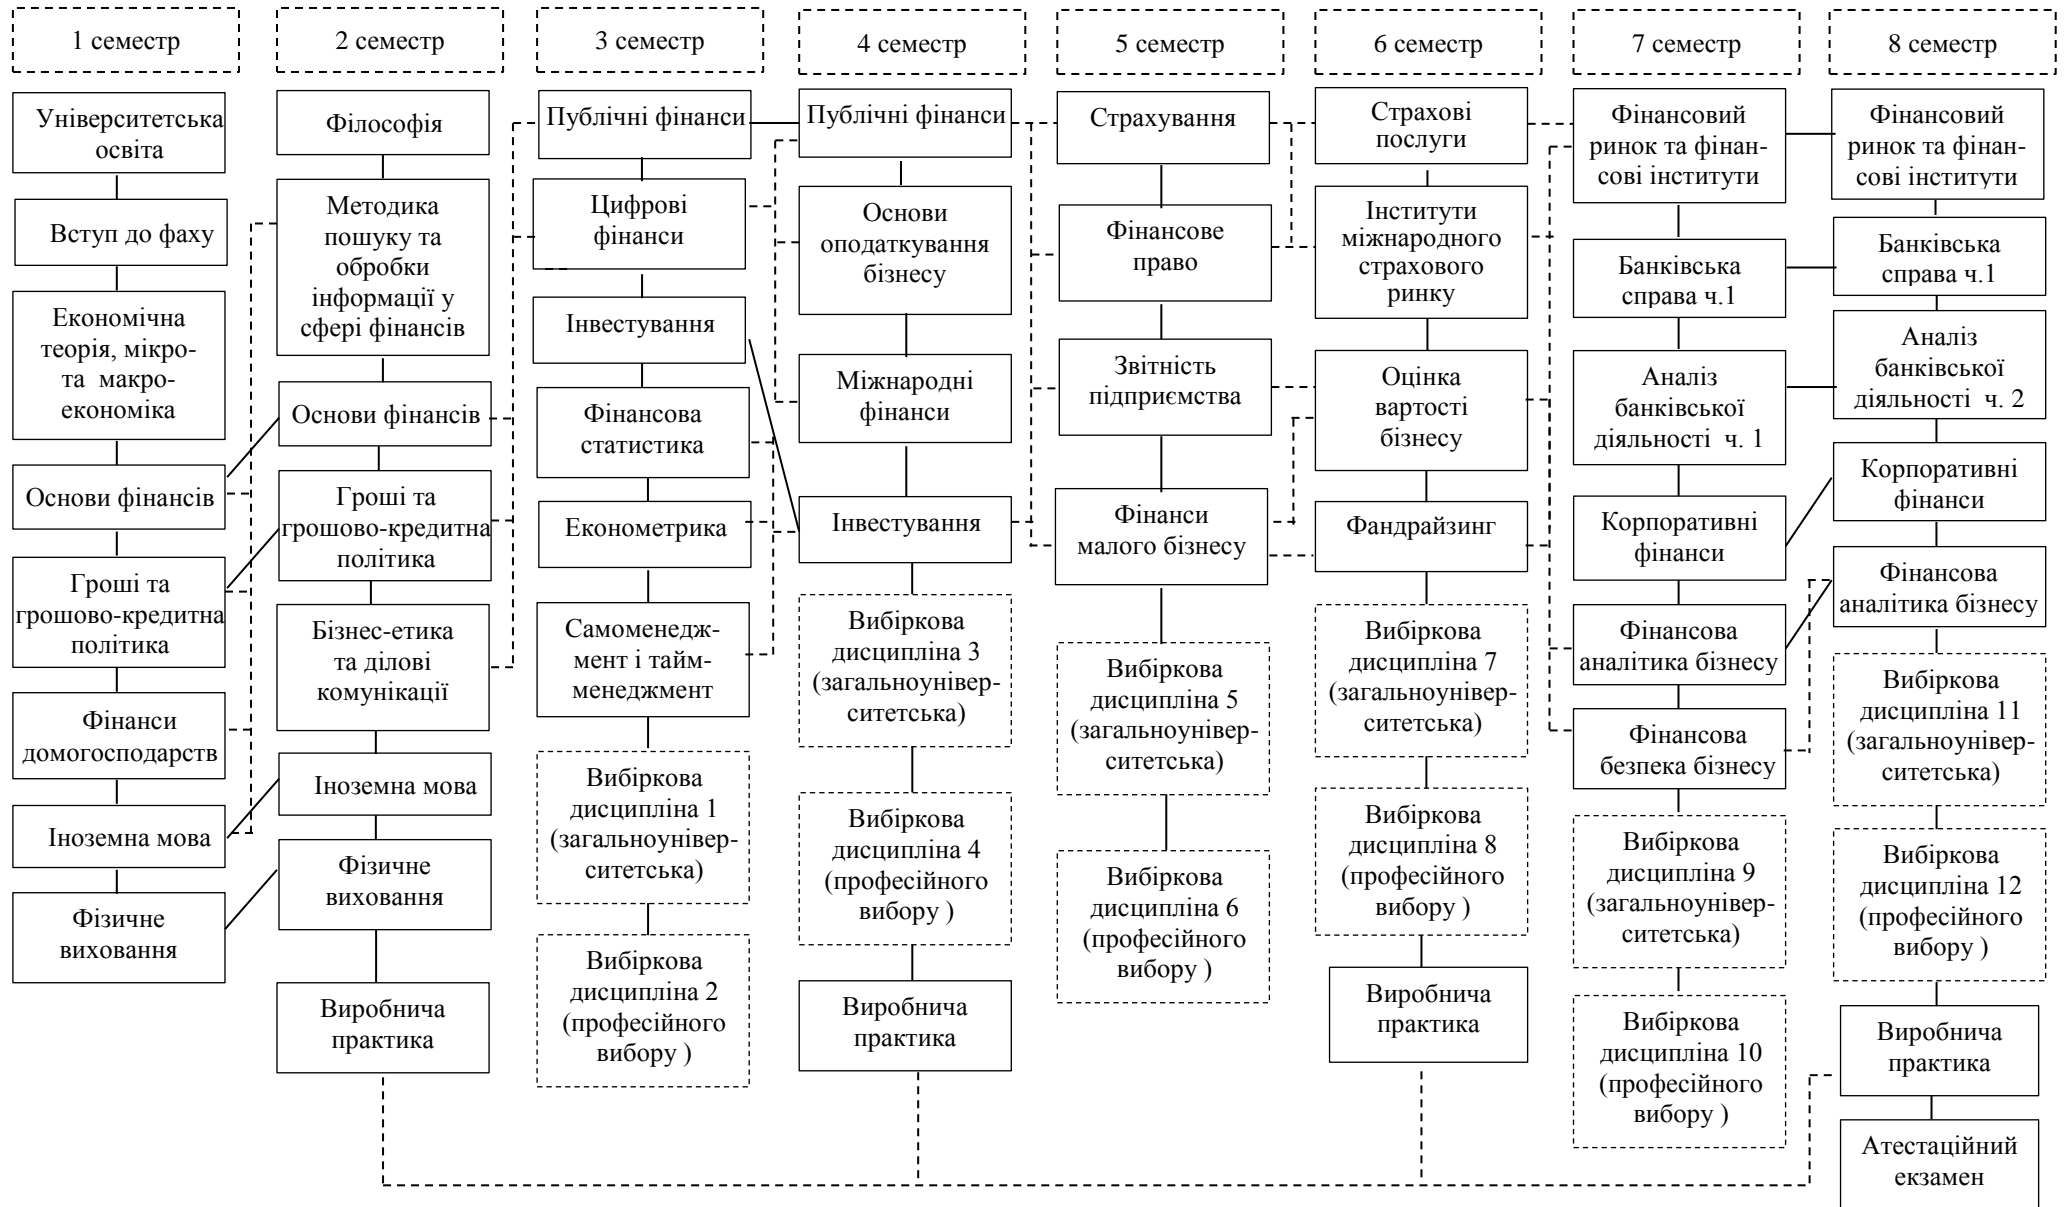 1 семестр
2 семестр
3 семестр
4 семестр
5 семестр
6 семестр
7 семестр
8 семестр
Університетська
освіта
Вступ до фаху
Економічна
теорія, мікро-
та макро-
економіка
Основи фінансів
Гроші та
грошово-кредитна
політика
Фінанси
домогосподарств
Іноземна мова
Фізичне
виховання
Філософія
Методика
пошуку та
обробки
інформації у
сфері фінансів
Основи фінансів
Гроші та
грошово-кредитна
політика
Бізнес-етика
та ділові
комунікації
Іноземна мова
Фізичне
виховання
Виробнича
практика
Публічні фінанси
Цифрові
фінанси
Інвестування
Фінансова
статистика
Економетрика
Самоменедж-
мент і тайм-
менеджмент
Вибіркова
дисципліна 1
(загальноунівер-
ситетська)
Вибіркова
дисципліна 2
(професійного
вибору )
Публічні фінанси
Основи
оподаткування
бізнесу
Міжнародні
фінанси
Інвестування
Вибіркова
дисципліна 3
(загальноунівер-
ситетська)
Вибіркова
дисципліна 4
(професійного
вибору )
Виробнича
практика
Страхування
Фінансове
право
Звітність
підприємства
Фінанси
малого бізнесу
Вибіркова
дисципліна 5
(загальноунівер-
ситетська)
Вибіркова
дисципліна 6
(професійного
вибору )
Страхові
послуги
Інститути
міжнародного
страхового
ринку
Оцінка
вартості
бізнесу
Фандрайзинг
Вибіркова
дисципліна 7
(загальноунівер-
ситетська)
Вибіркова
дисципліна 8
(професійного
вибору )
Виробнича
практика
Фінансовий
ринок та фінан-
сові інститути
Банківська
справа ч.1
Аналіз
банківської
діяльності ч. 1
Корпоративні
фінанси
Фінансова
аналітика бізнесу
Фінансова
безпека бізнесу
Вибіркова
дисципліна 9
(загальноунівер-
ситетська)
Вибіркова
дисципліна 10
(професійного
вибору )
Фінансовий
ринок та фінан-
сові інститути
Банківська
справа ч.1
Аналіз
банківської
діяльності ч. 2
Корпоративні
фінанси
Фінансова
аналітика бізнесу
Вибіркова
дисципліна 11
(загальноунівер-
ситетська)
Вибіркова
дисципліна 12
(професійного
вибору )
Виробнича
практика
Атестаційний
екзамен